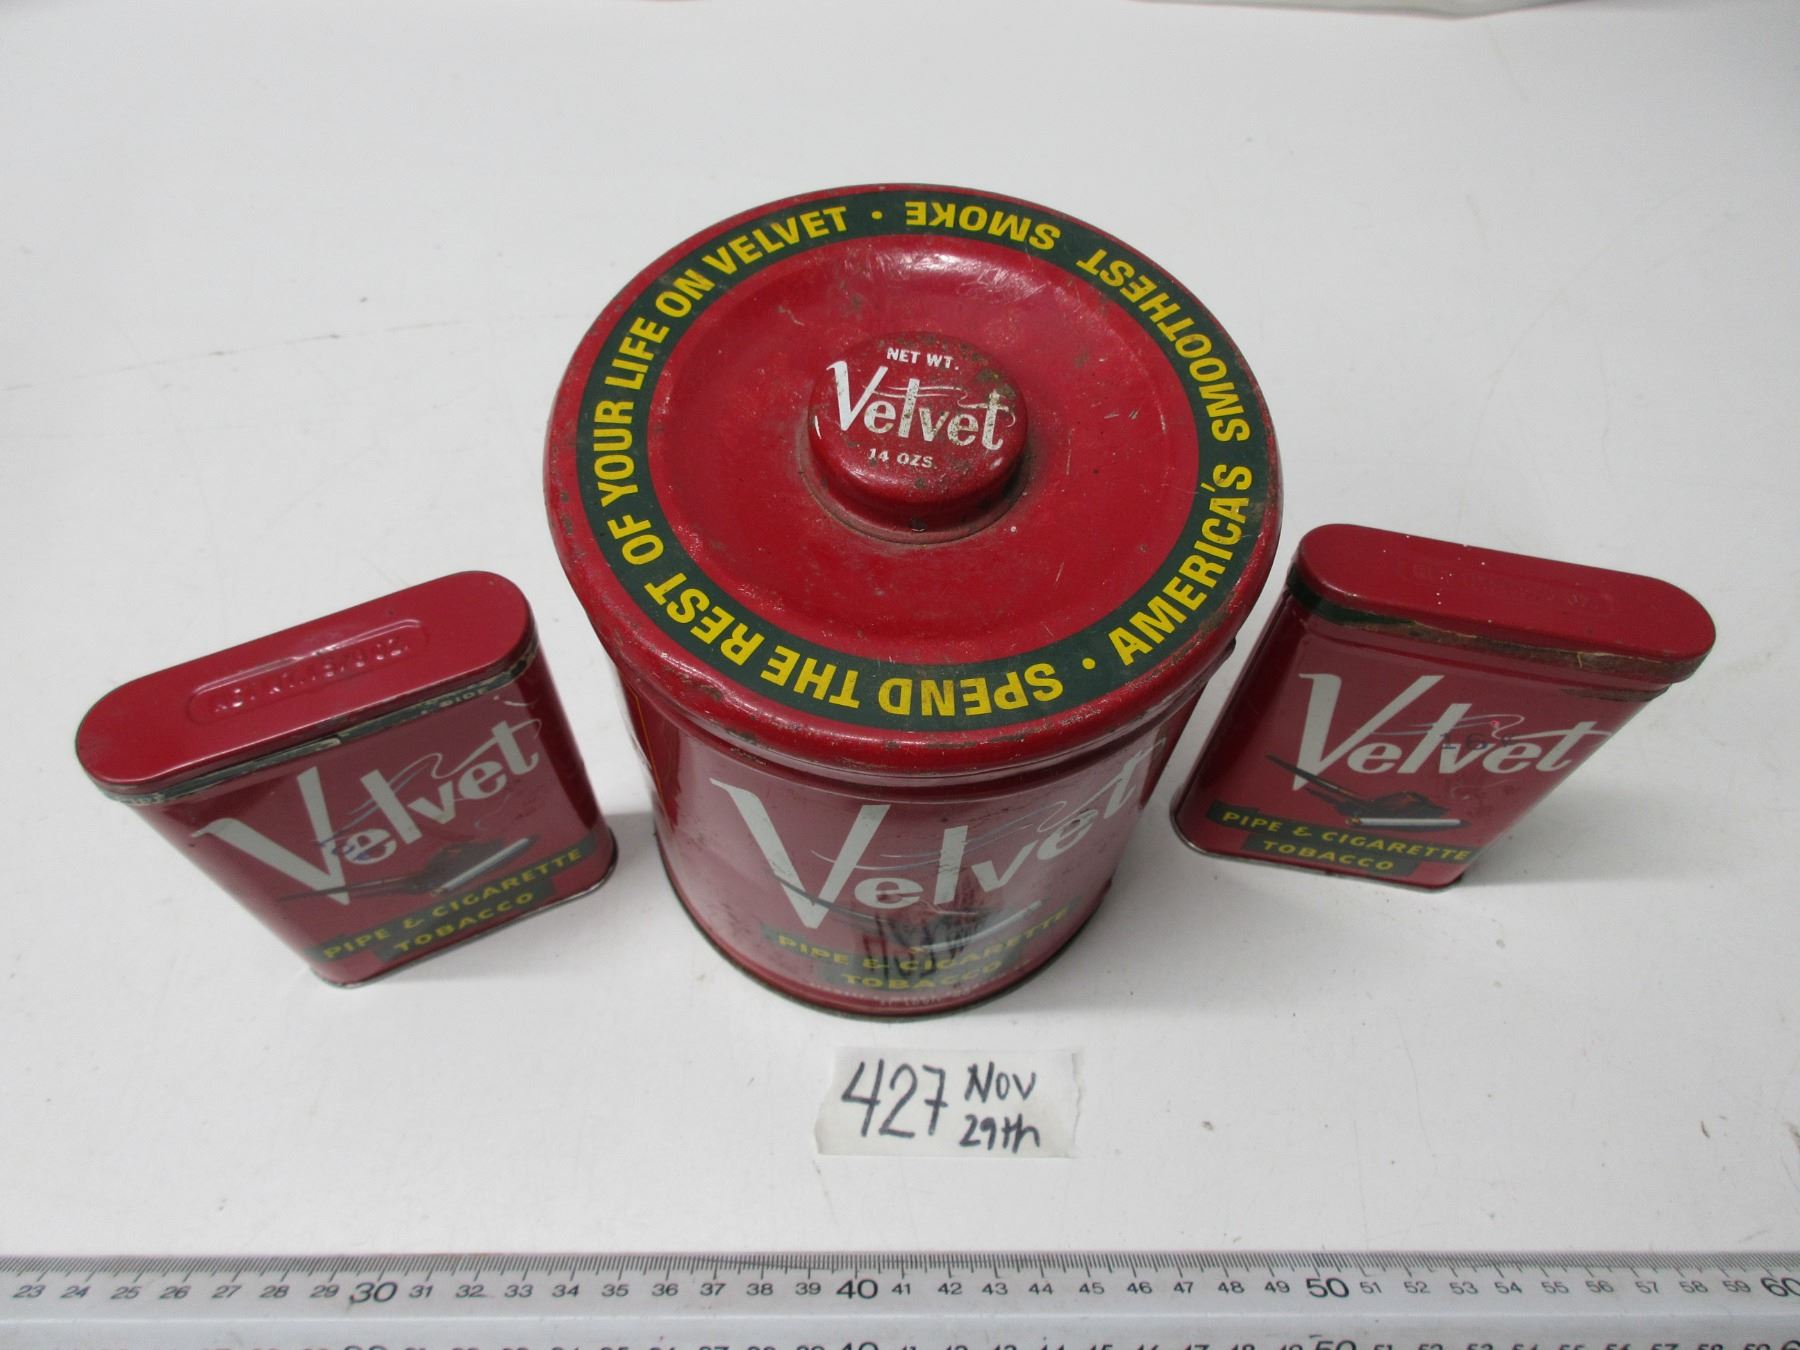 SPEND THE REST OF YOUR LIFE ON VELVET • AMERICA'S SMOOTHEST SMOKE •
NET WT.
Velvet
14 OZS.
Velvet
PIPE & CIGARETTE
TOBACCO
Velvet
PIPE & CIGARETTE
TOBACCO
Velvet
PIPE & CIGARETTE
TOBACCO
427 Nov
29th
23 24 25 26 27 28 29 30 31 32 33 34 35 36 37 38 39 40 41 42 43 44 45 46 47 48 49 50 51 52 53 54 55 56 57 58 59 60